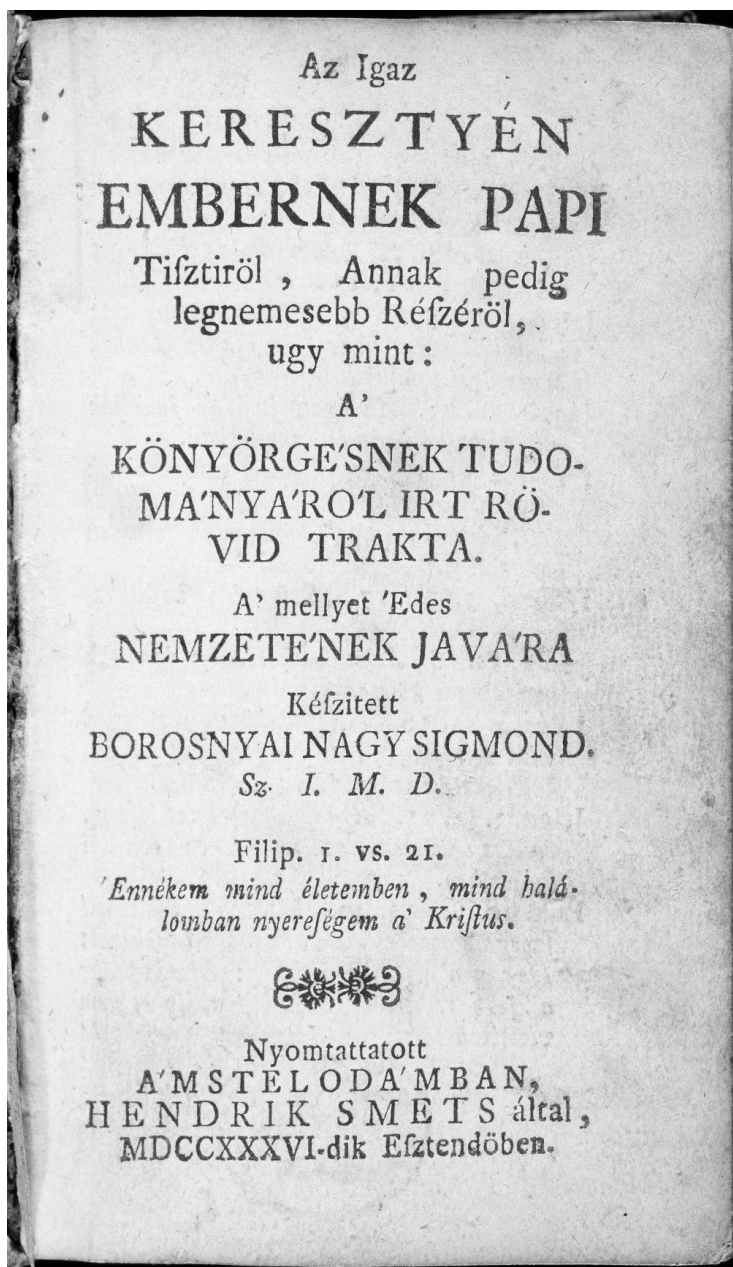 Az Igaz
KERESZTYÉN
EMBERNEK PAPI
Tiſztiröl , Annak pedig
legnemesebb Réſzéröl,
ugy mint :
A’
KÖNYÖRGE'SNEK TUDO-
MA'NYA'RO'L IRT RÖ-
VID TRAKTA.
A’ mellyet 'Edes
NEMZETE'NEK JAVA'RA
Kéſzitett
BOROSNYAI NAGY SIGMOND.
Sz. I. M. D.
Filip. 1. vs. 21.
'Ennékem mind életemben , mind halá-
lomban nyereſégem a’ Kriſtus.
Nyomtattatott
A'MSTELODA'MBAN,
HENDRIK SMETS által,
MDCCXXXVI-dik Eſztendöben.